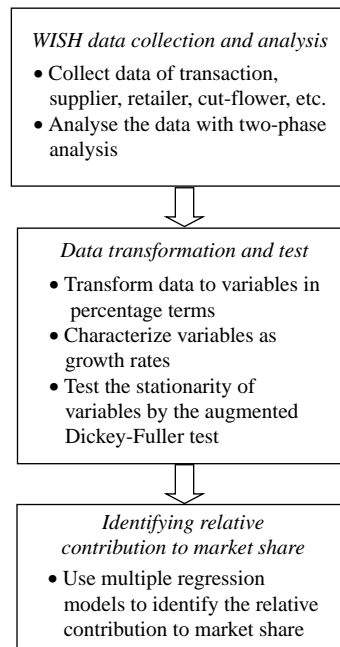 WISH data collection and analysis
• Collect data of transaction,
supplier, retailer, cut-flower, etc.
• Analyse the data with two-phase
analysis
Data transformation and test
• Transform data to variables in
percentage terms
• Characterize variables as
growth rates
• Test the stationarity of
variables by the augmented
Dickey-Fuller test
Identifying relative
contribution to market share
• Use multiple regression
models to identify the relative
contribution to market share